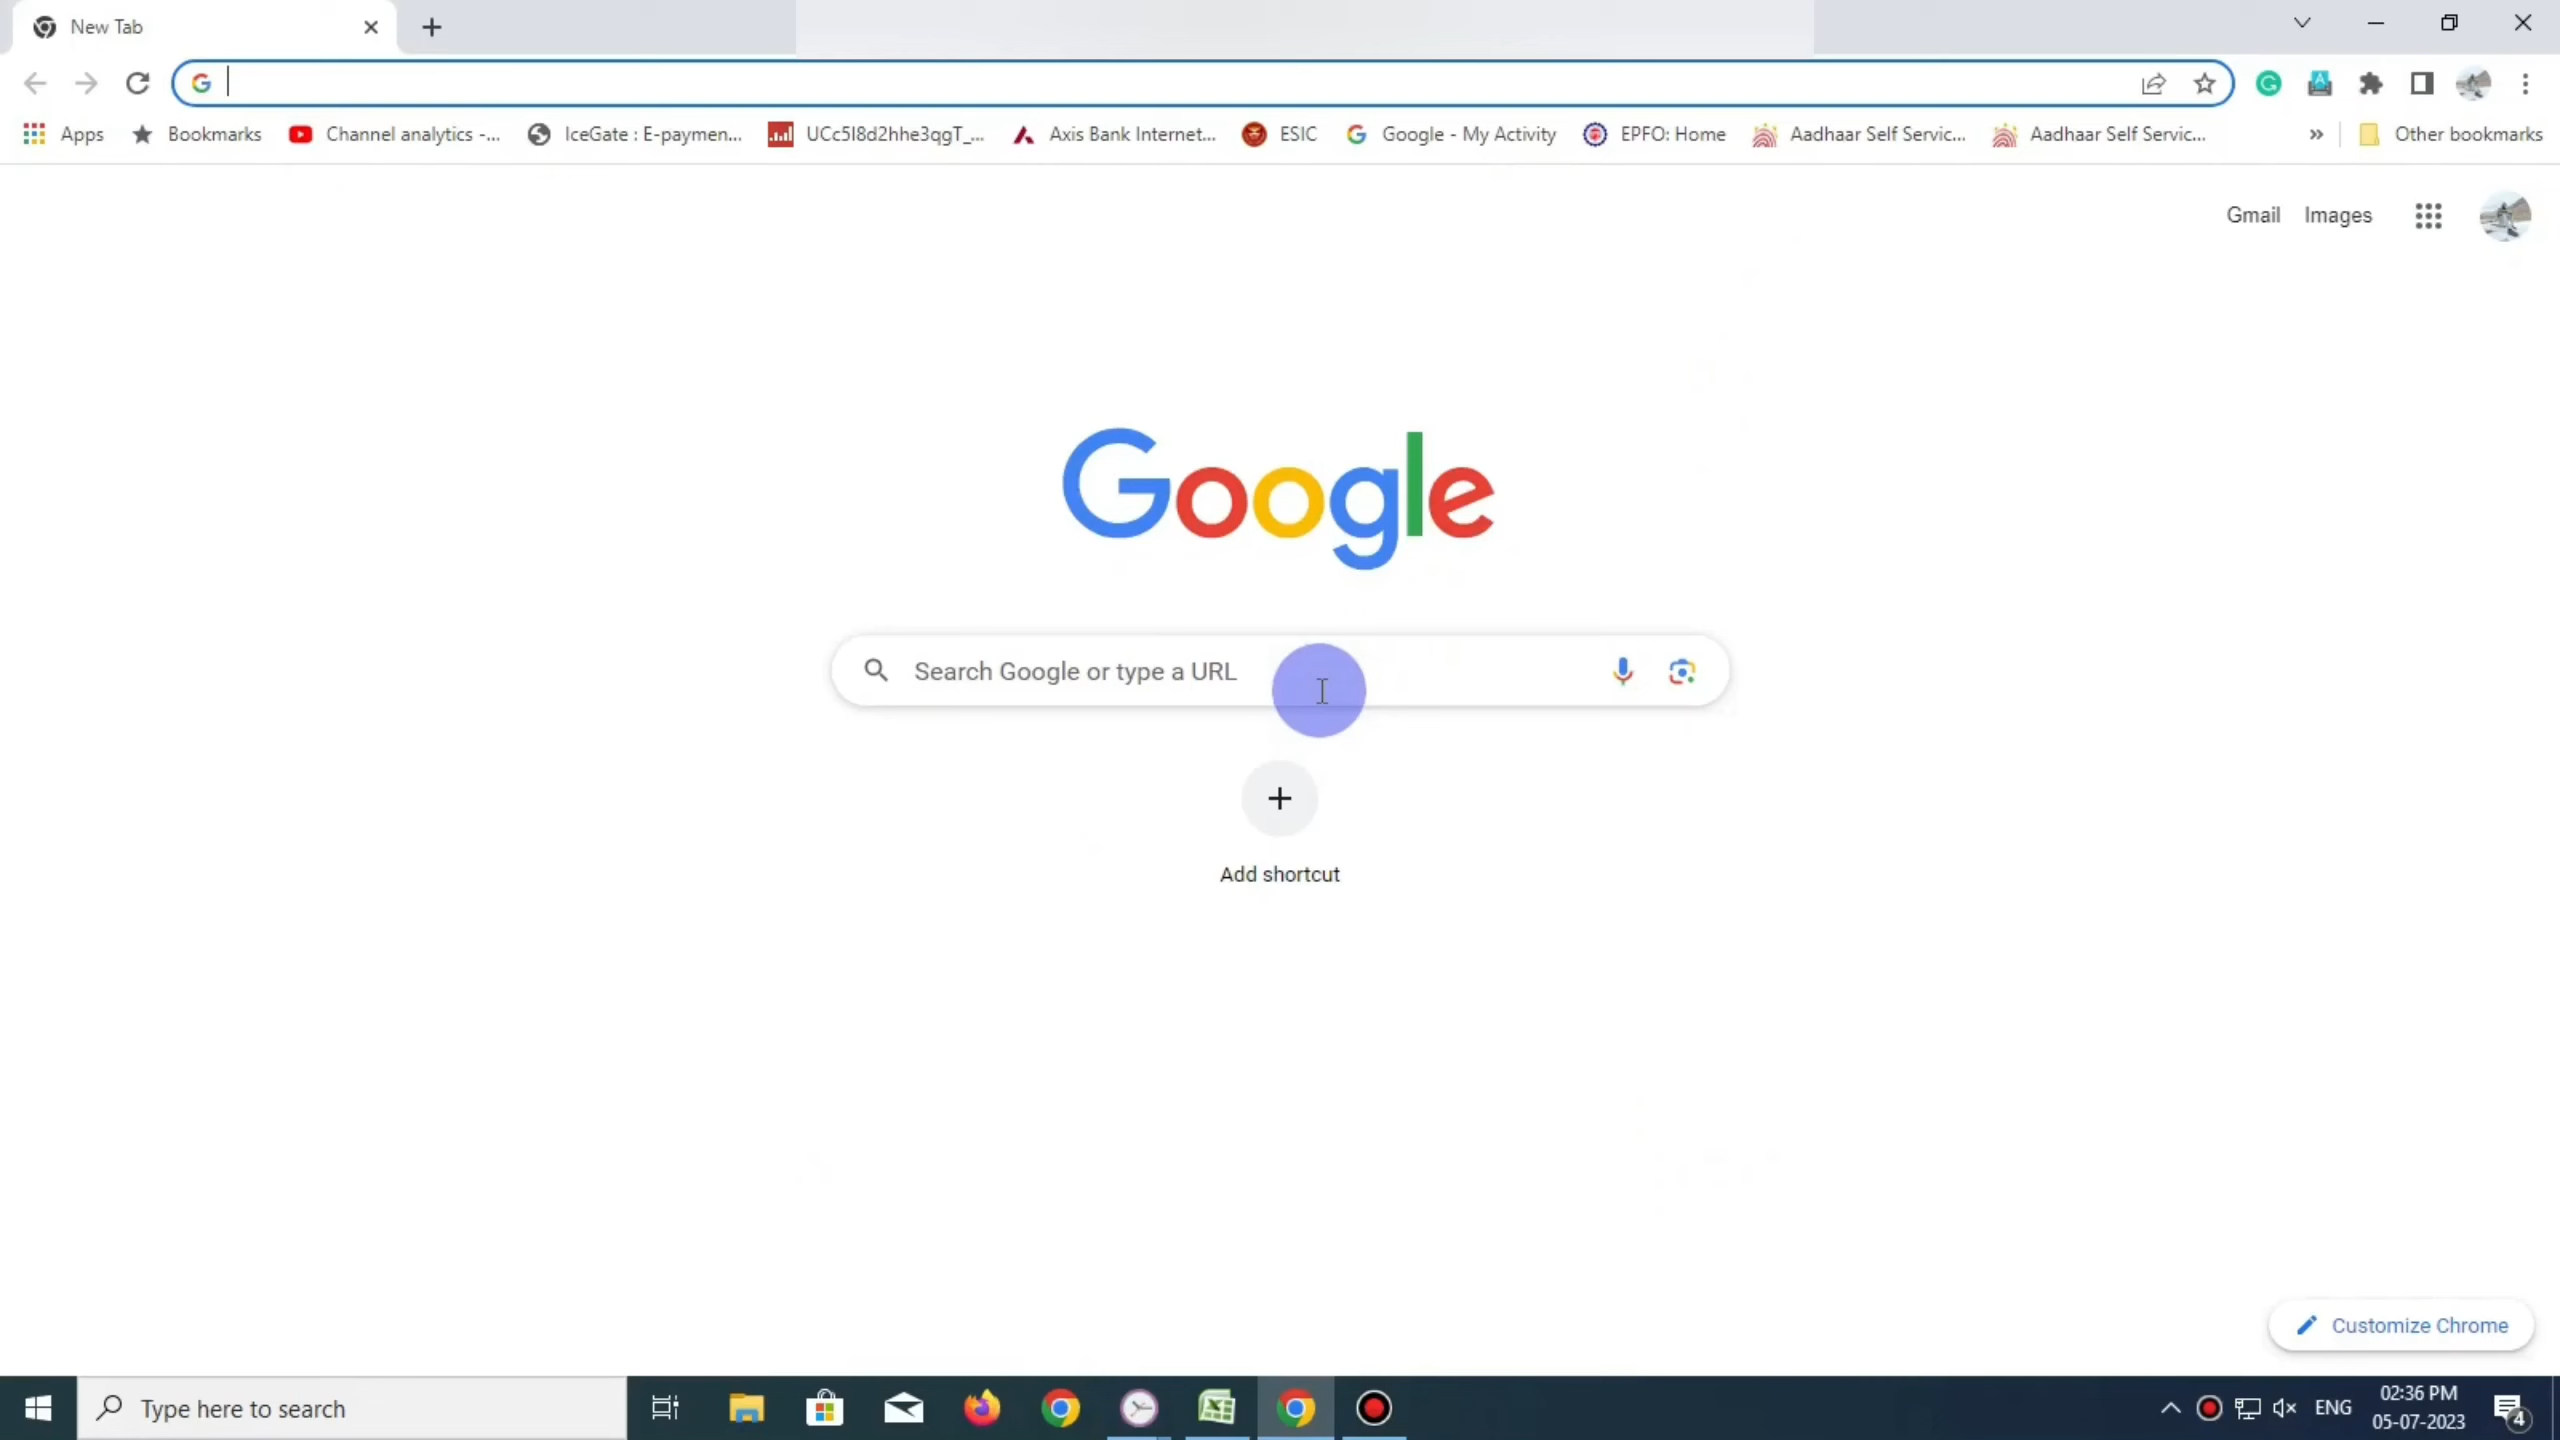 New Tab
Apps Bookmarks Channel analytics -... IceGate : E-paymen... UCc5I8d2hhe3qgT_... Axis Bank Internet... ESIC Google - My Activity EPFO: Home Aadhaar Self Servic... Aadhaar Self Servic... » Other bookmarks
Gmail Images
Google
Search Google or type a URL
Add shortcut
Customize Chrome
Type here to search
ENG
02:36 PM
05-07-2023
4